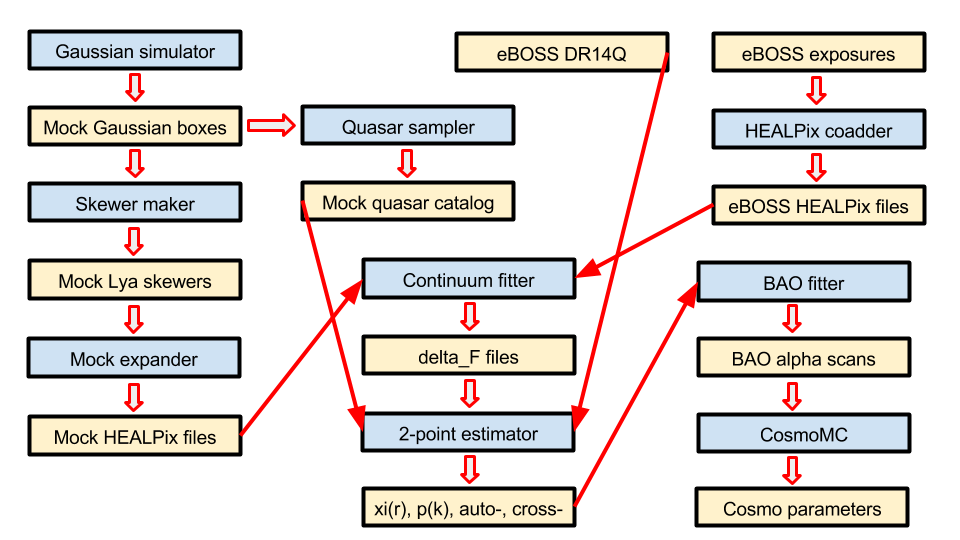 Gaussian simulator
eBOSS DR14Q
eBOSS exposures
Mock Gaussian boxes
Quasar sampler
HEALPix coadder
Skewer maker
Mock quasar catalog
eBOSS HEALPix files
Mock Lya skewers
Continuum fitter
BAO fitter
Mock expander
delta_F files
BAO alpha scans
Mock HEALPix files
2-point estimator
CosmoMC
xi(r), p(k), auto-, cross-
Cosmo parameters